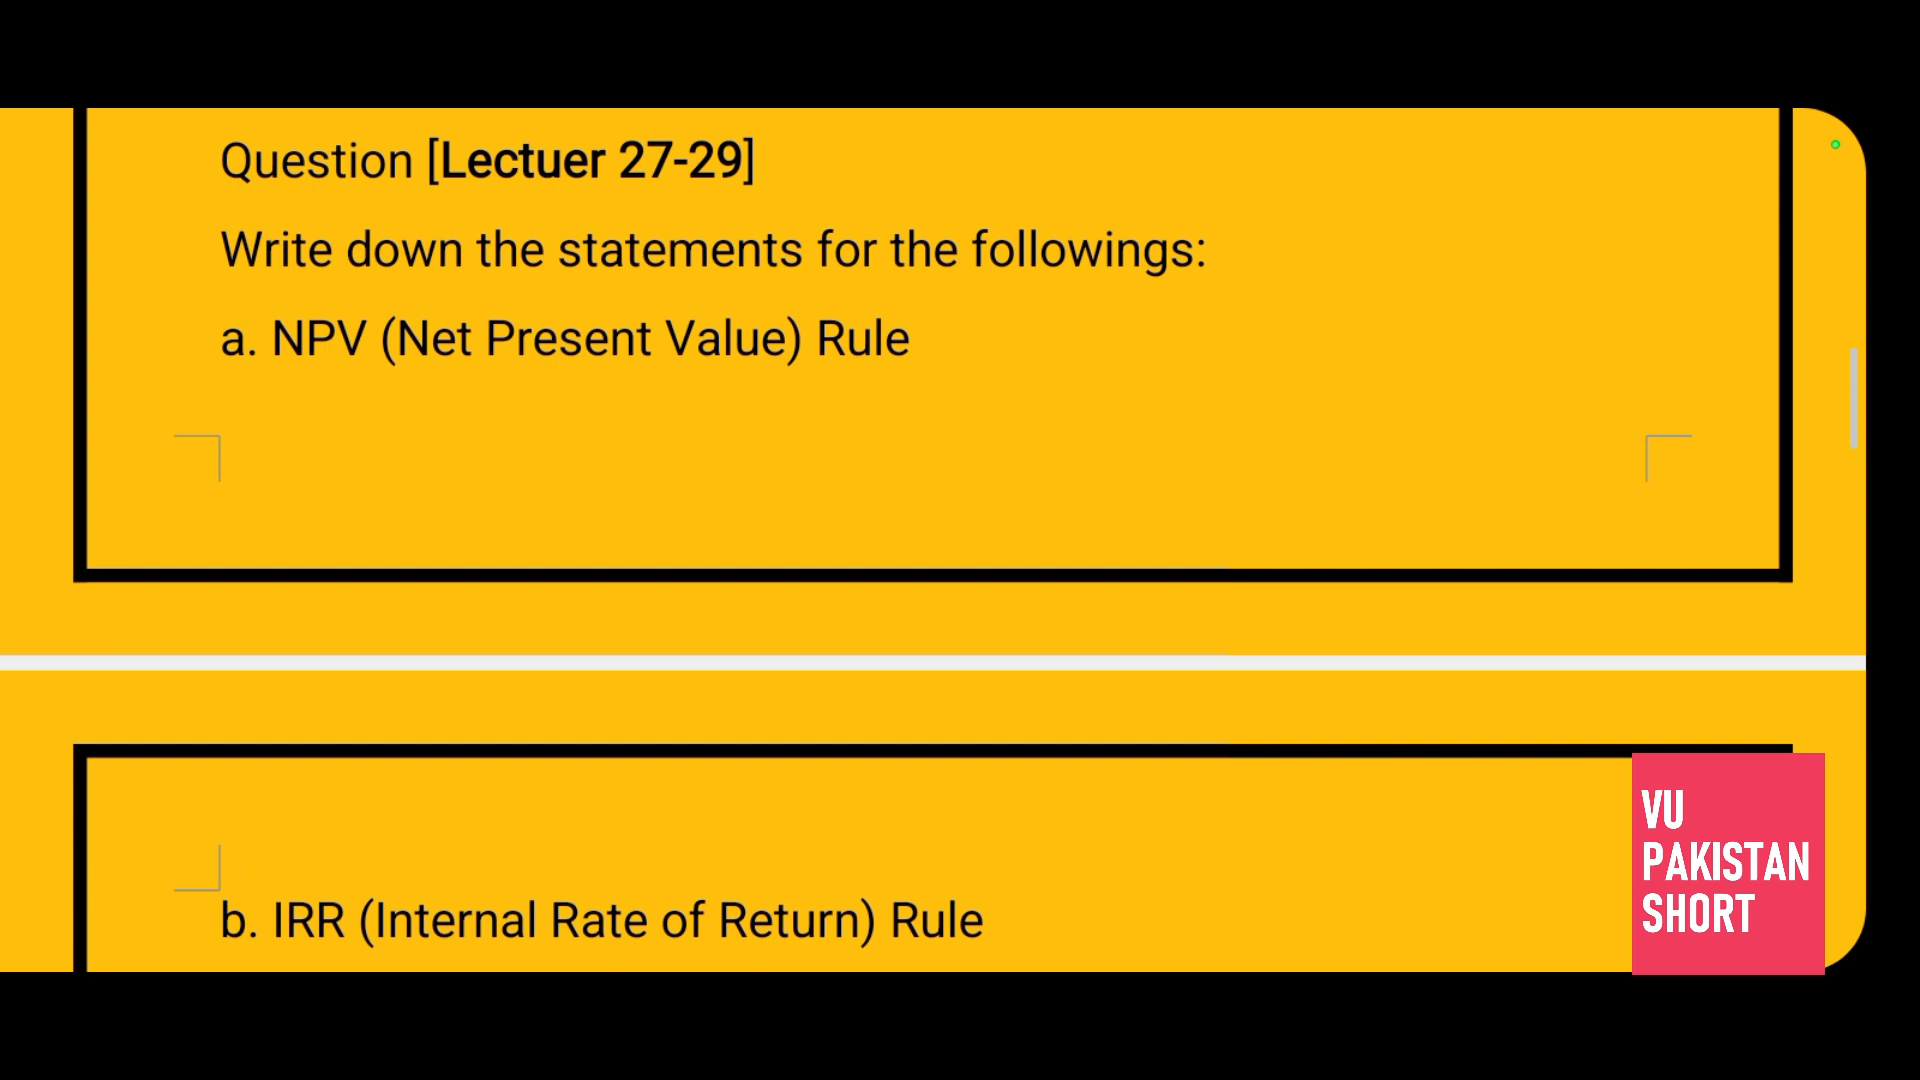 Question [Lectuer 27-29]
Write down the statements for the followings:
a. NPV (Net Present Value) Rule
b. IRR (Internal Rate of Return) Rule
VU
PAKISTAN
SHORT